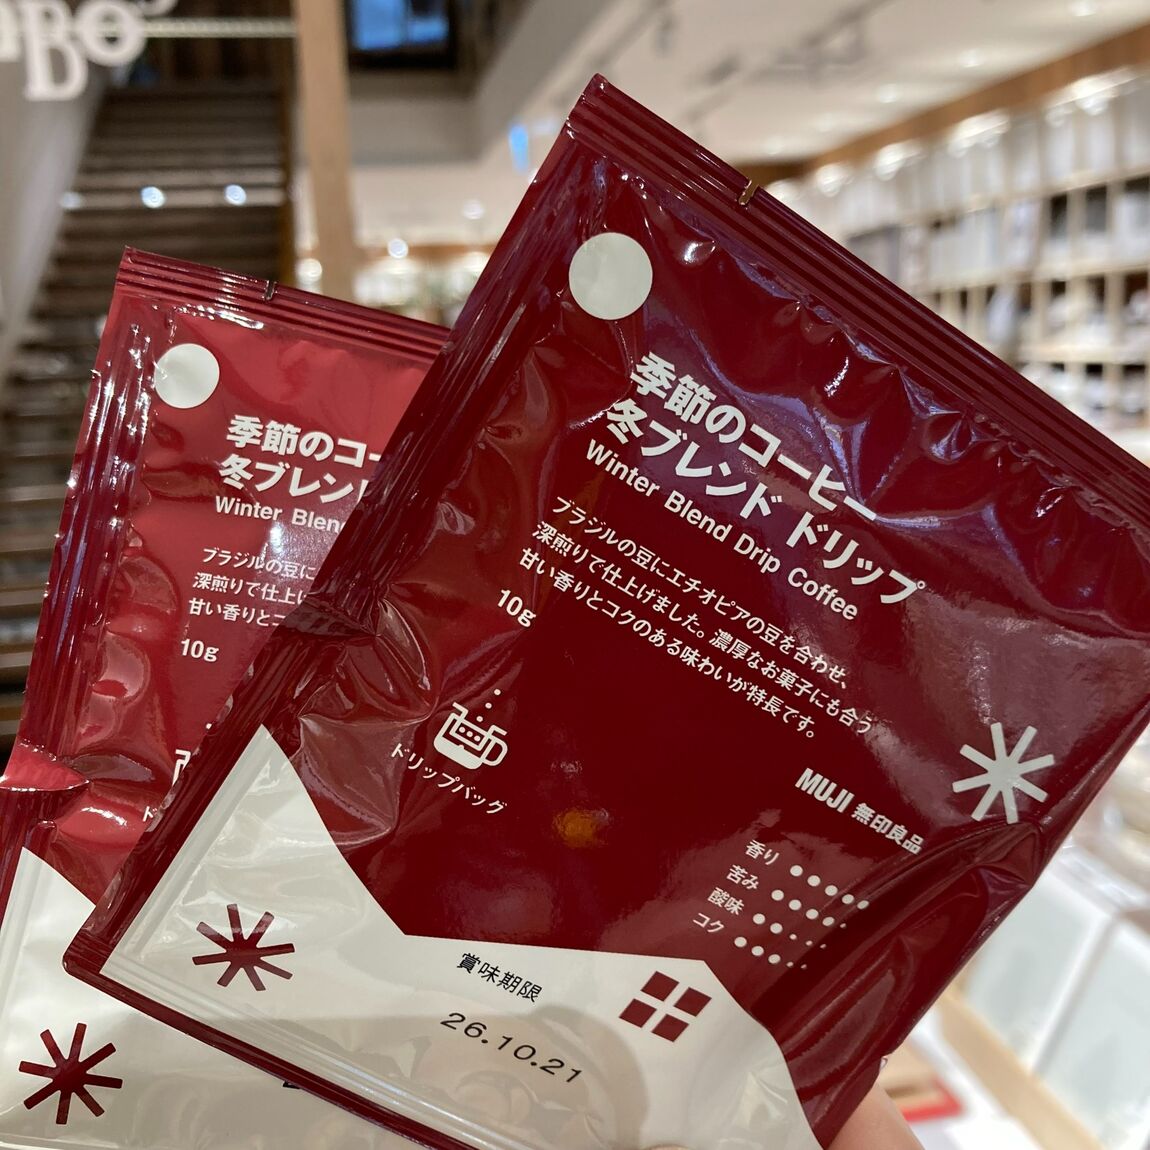 季節のコーヒー
冬ブレンド ドリップ
Winter Blend Drip Coffee
ブラジルの豆にエチオピアの豆を合わせ、
深煎りで仕上げました。濃厚なお菓子にも合う
甘い香りとコクのある味わいが特長です。
10g
ドリップバッグ
MUJI 無印良品
香り
苦み
酸味
コク
賞味期限
26.10.21
季節のコー
冬ブレン
Winter Blen
ブラジルの豆に
深煎りで仕上げ
甘い香りとコ
10g
ド